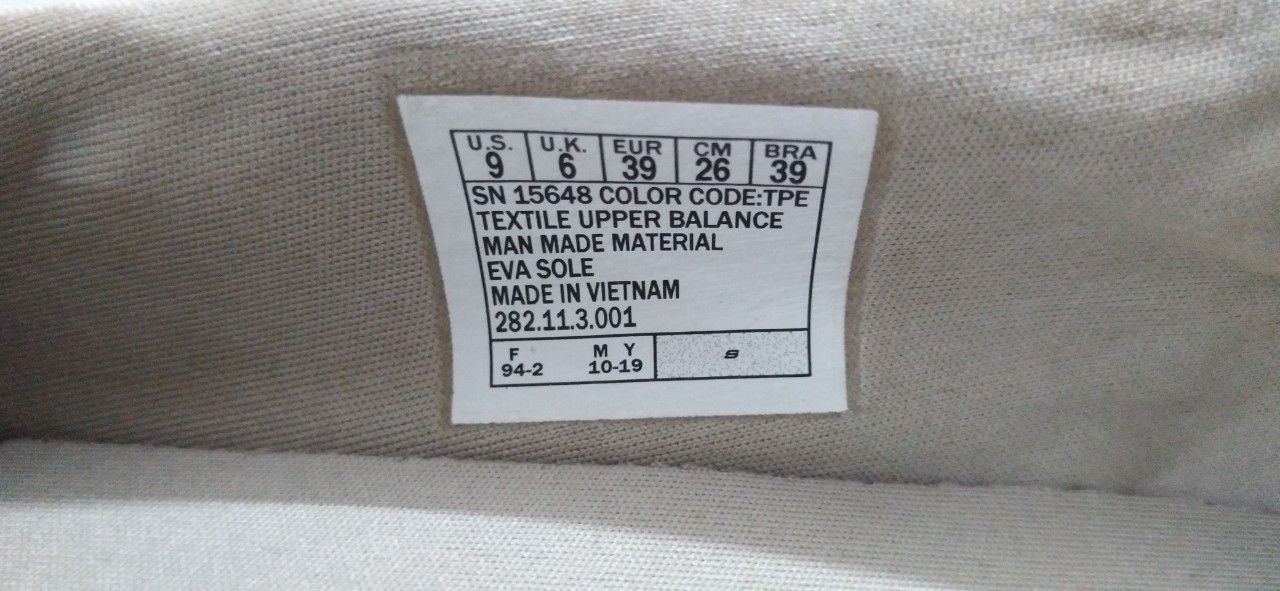 U.S. U.K. EUR CM BRA
9 6 39 26 39
SN 15648 COLOR CODE:TPE
TEXTILE UPPER BALANCE
MAN MADE MATERIAL
EVA SOLE
MADE IN VIETNAM
282.11.3.001
F M Y
94-2 10-19
S